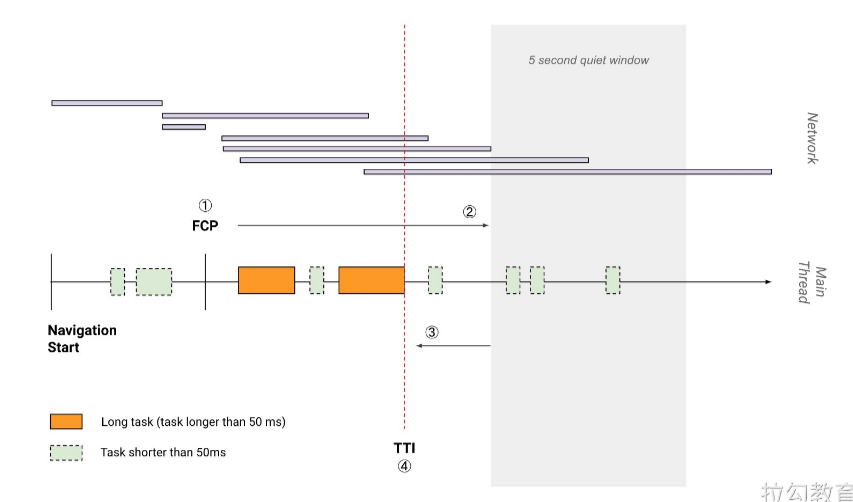 5 second quiet window
Network
①
FCP
②
Main
Thread
Navigation
Start
③
Long task (task longer than 50 ms)
Task shorter than 50ms
TTI
④
拉勾教育